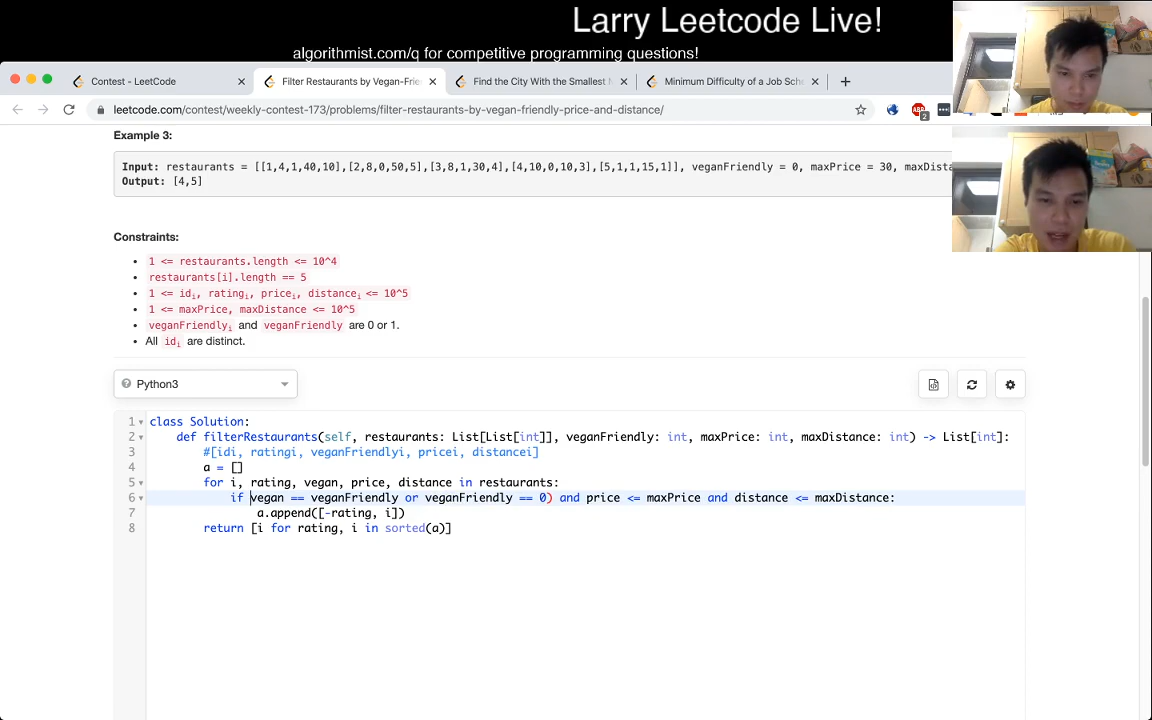 Larry Leetcode Live!
algorithmist.com/q for competitive programming questions!
Contest - LeetCode
Filter Restaurants by Vegan-Frie
Find the City With the Smallest
Minimum Difficulty of a Job Sch
leetcode.com/contest/weekly-contest-173/problems/filter-restaurants-by-vegan-friendly-price-and-distance/
ABP
2
Example 3:
Input: restaurants = [[1,4,1,40,10],[2,8,0,50,5],[3,8,1,30,4],[4,10,0,10,3],[5,1,1,15,1]], veganFriendly = 0, maxPrice = 30, maxDista
Output: [4,5]
Constraints:
• 1 <= restaurants.length <= 10^4
• restaurants[i].length == 5
• 1 <= idi, ratingi, pricei, distancei <= 10^5
• 1 <= maxPrice, maxDistance <= 10^5
• veganFriendlyi and veganFriendly are 0 or 1.
• All idi are distinct.
Python3
1 class Solution:
2 def filterRestaurants(self, restaurants: List[List[int]], veganFriendly: int, maxPrice: int, maxDistance: int) -> List[int]:
3 #[idi, ratingi, veganFriendlyi, pricei, distancei]
4 a = []
5 for i, rating, vegan, price, distance in restaurants:
6 if vegan == veganFriendly or veganFriendly == 0) and price <= maxPrice and distance <= maxDistance:
7 a.append([-rating, i])
8 return [i for rating, i in sorted(a)]